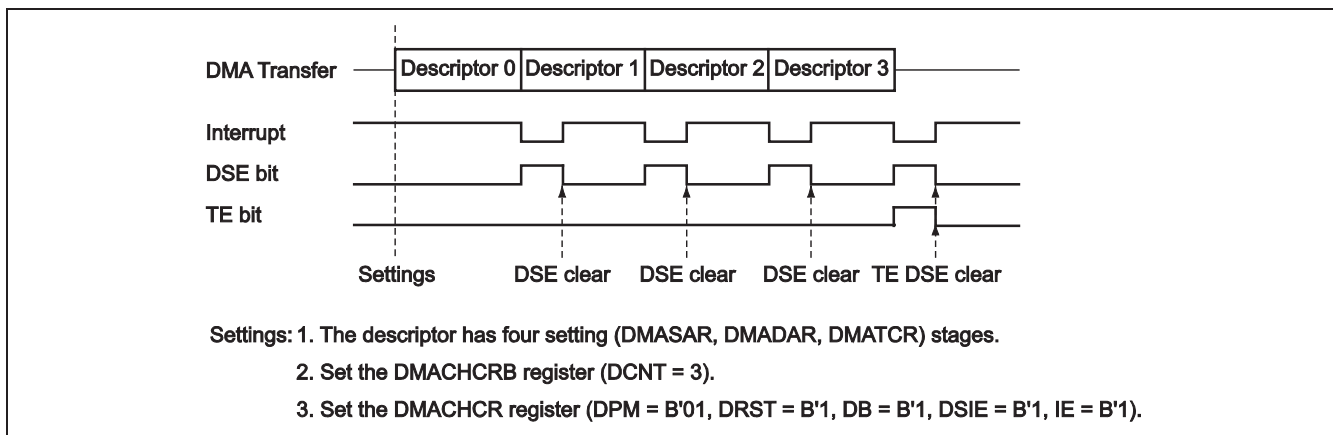 DMA Transfer Descriptor 0 Descriptor 1 Descriptor 2 Descriptor 3
Interrupt
DSE bit
TE bit
Settings DSE clear DSE clear DSE clear TE DSE clear
Settings: 1. The descriptor has four setting (DMASAR, DMADAR, DMATCR) stages.
2. Set the DMACHCRB register (DCNT = 3).
3. Set the DMACHCR register (DPM = B'01, DRST = B'1, DB = B'1, DSIE = B'1, IE = B'1).